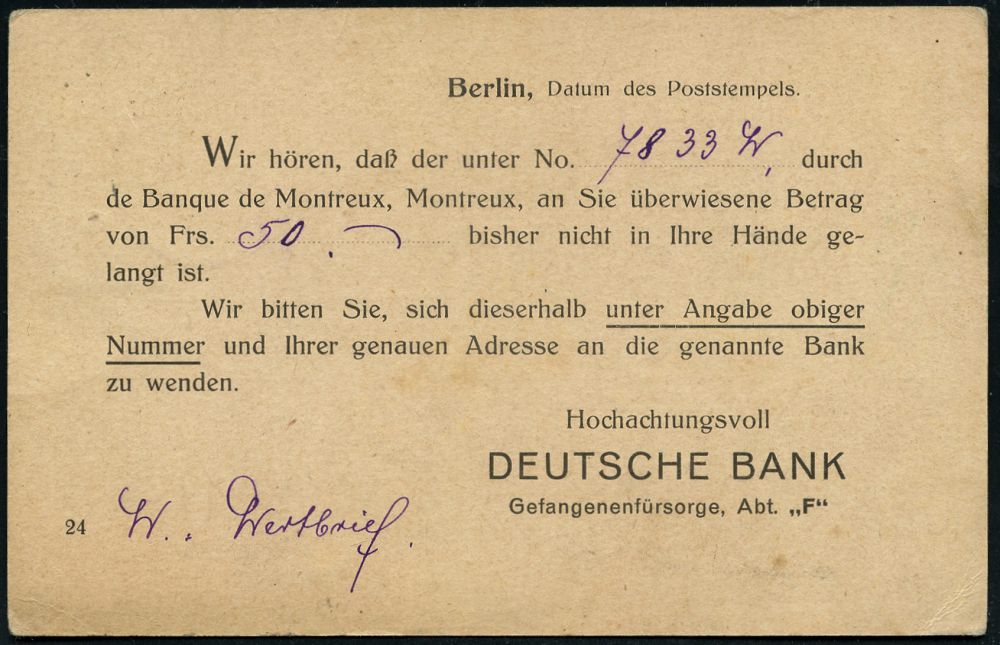 Berlin, Datum des Poststempels.
Wir hören, daß der unter No. 7833 W, durch
de Banque de Montreux, Montreux, an Sie überwiesene Betrag
von Frs. 50.— bisher nicht in Ihre Hände ge-
langt ist.
Wir bitten Sie, sich dieserhalb unter Angabe obiger
Nummer und Ihrer genauen Adresse an die genannte Bank
zu wenden.
Hochachtungsvoll
DEUTSCHE BANK
Gefangenenfürsorge, Abt. „F“
24 W.. Wertbrief.